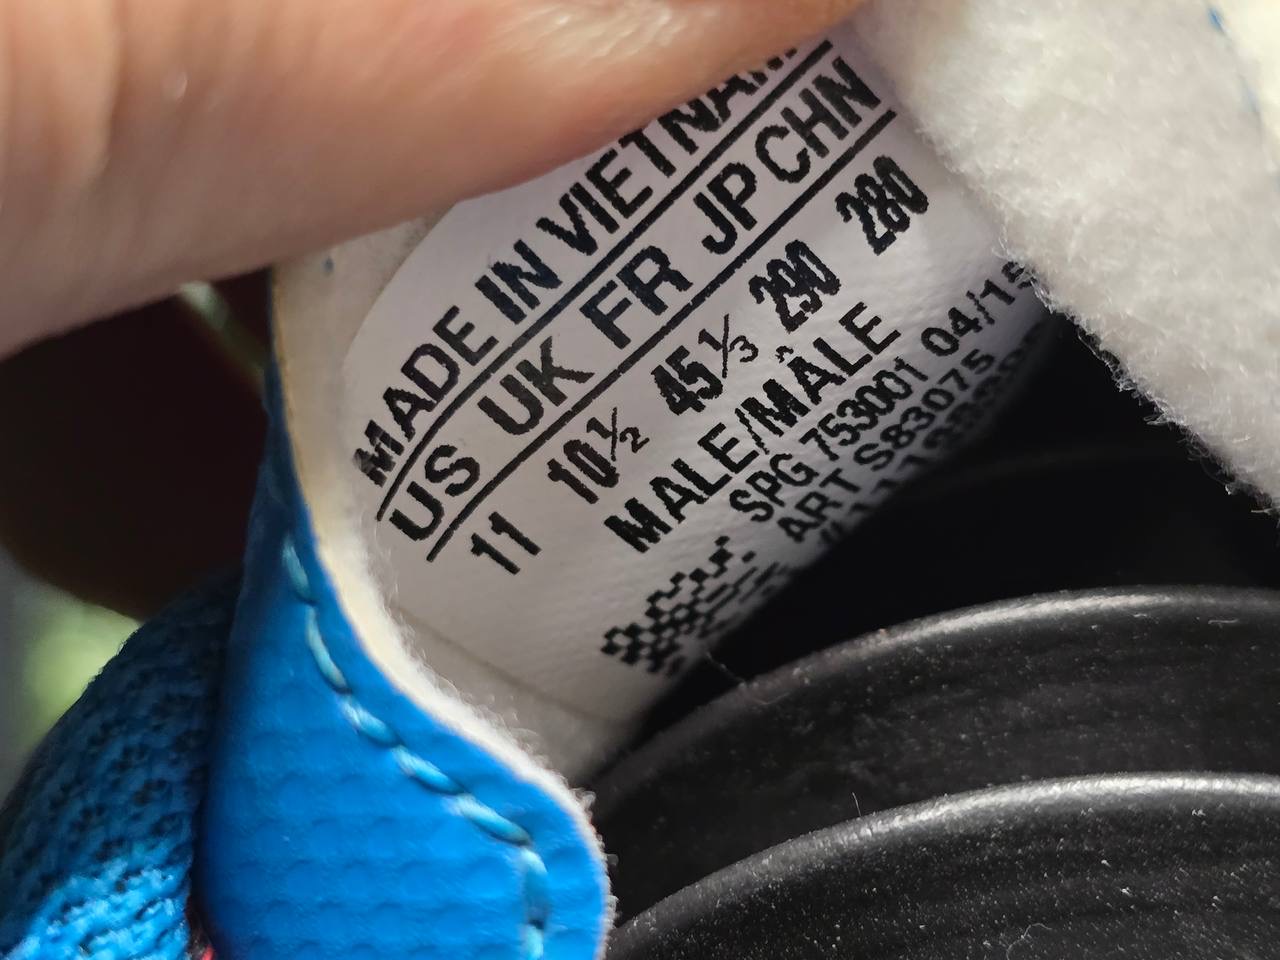 MADE IN VIETNAM
US UK FR JP CHN
11 10½ 45⅓ 290 280
MALE/MÂLE
SPG 753001 04/15
ART S83075